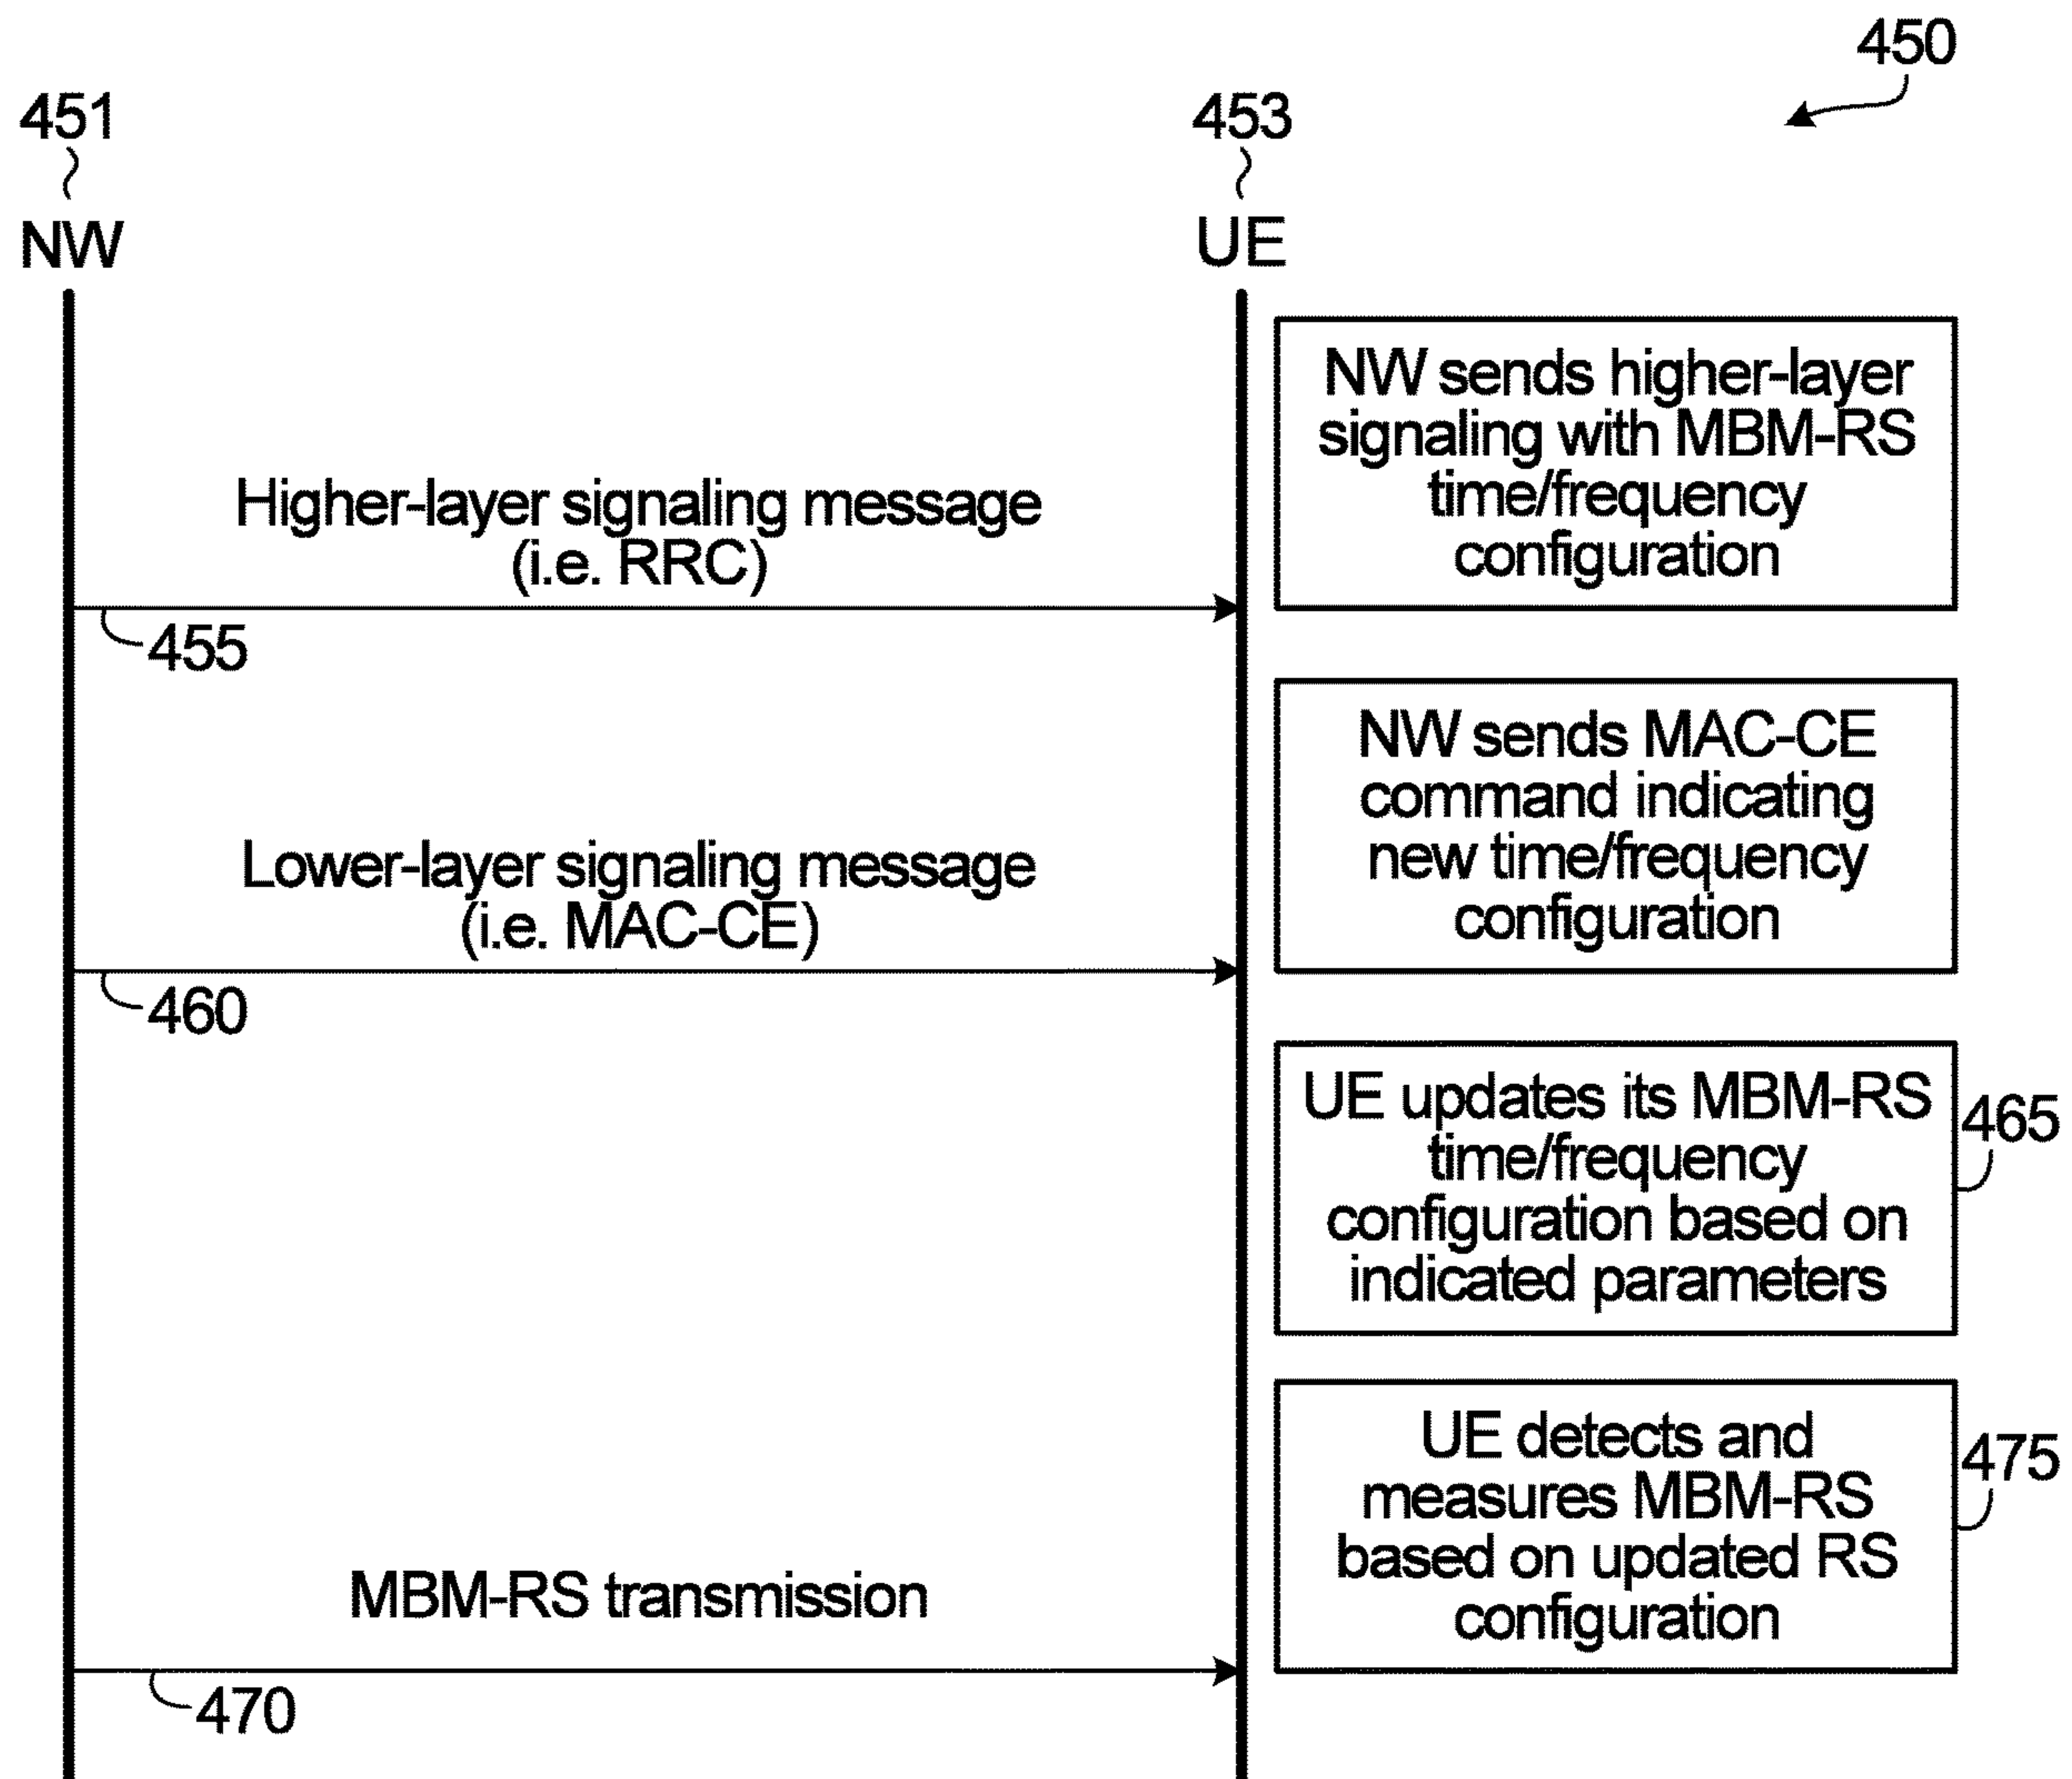 450
451
453
NW
UE
NW sends higher-layer
signaling with MBM-RS
time/frequency
configuration
Higher-layer signaling message
(i.e. RRC)
455
NW sends MAC-CE
command indicating
new time/frequency
configuration
Lower-layer signaling message
(i.e. MAC-CE)
460
UE updates its MBM-RS
time/frequency
configuration based on
indicated parameters
465
UE detects and
measures MBM-RS
based on updated RS
configuration
475
MBM-RS transmission
470